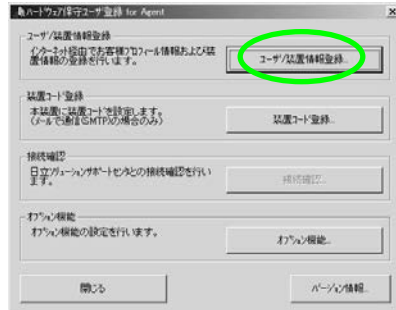 ハードウェア保守ユーザ登録 for Agent
ユーザ/装置情報登録
インターネット経由でお客様プロフィール情報および装
置情報の登録を行います。
ユーザ/装置情報登録..
装置コード登録
本装置に装置コードを設定します。
(メールで通信(SMTP)の場合のみ)
装置コード登録..
接続確認
日立ソリューションサポートセンタとの接続確認を行い
ます。
接続確認..
オプション機能
オプション機能の設定を行います。
オプション機能..
閉じる
バージョン情報..